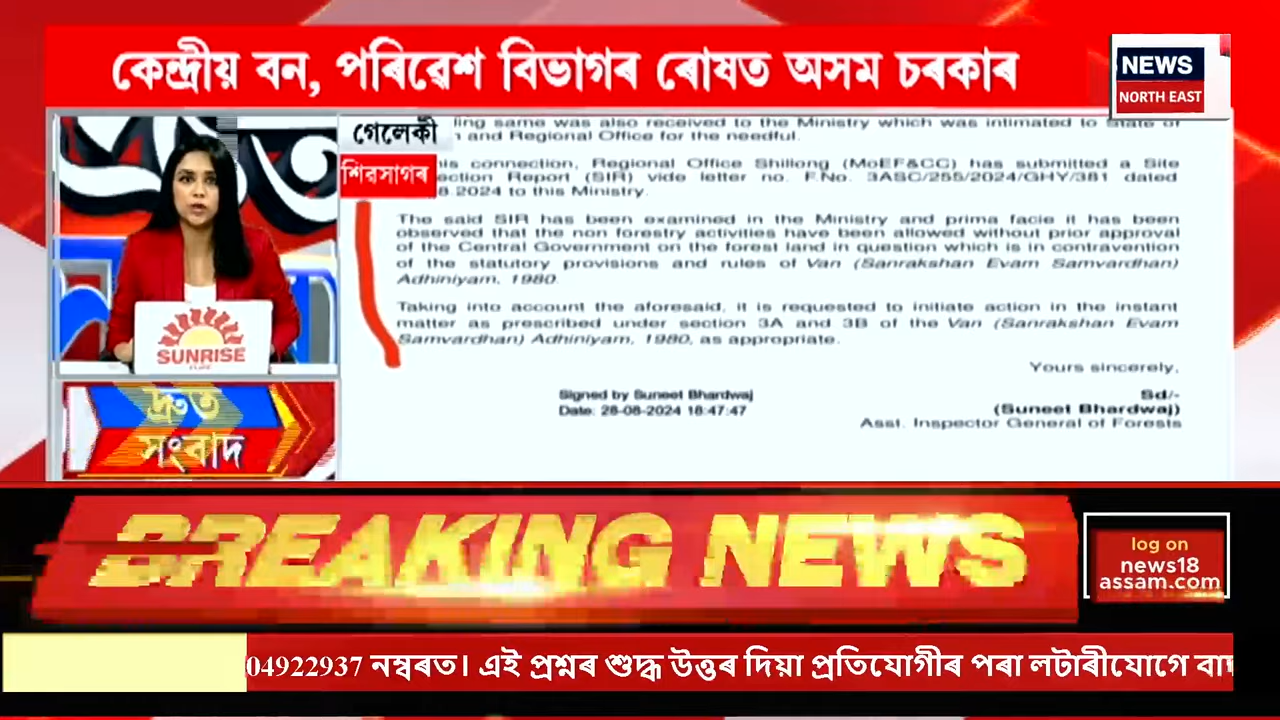 কেন্দ্ৰীয় বন, পৰিৱেশ বিভাগৰ ৰোষত অসম চৰকাৰ
NEWS
NORTH EAST
গেলেকী
শিৱসাগৰ
ling same was also received to the Ministry which was intimated to State of
and Regional Office for the needful.
is connection, Regional Office Shillong (MoEF&CC) has submitted a Site
ection Report (SIR) vide letter no. F.No. 3ASC/255/2024/GHY/381 dated
8.2024 to this Ministry.
The said SIR has been examined in the Ministry and prima facie it has been
observed that the non forestry activities have been allowed without prior approval
of the Central Government on the forest land in question which is in contravention
of the statutory provisions and rules of Van (Sanrakshan Evam Samvardhan)
Adhiniyam, 1980.
Taking into account the aforesaid, it is requested to initiate action in the instant
matter as prescribed under section 3A and 3B of the Van (Sanrakshan Evam
Samvardhan) Adhiniyam, 1980, as appropriate.
Yours sincerely,
Signed by Suneet Bhardwaj
Date: 28-08-2024 18:47:47
Sd/-
(Suneet Bhardwaj)
Asst. Inspector General of Forests
SUNRISE
দ্ৰুত
সংবাদ
BREAKING NEWS
log on
news18
assam.com
04922937 নম্বৰত। এই প্ৰশ্নৰ শুদ্ধ উত্তৰ দিয়া প্ৰতিযোগীৰ পৰা লটাৰীযোগে